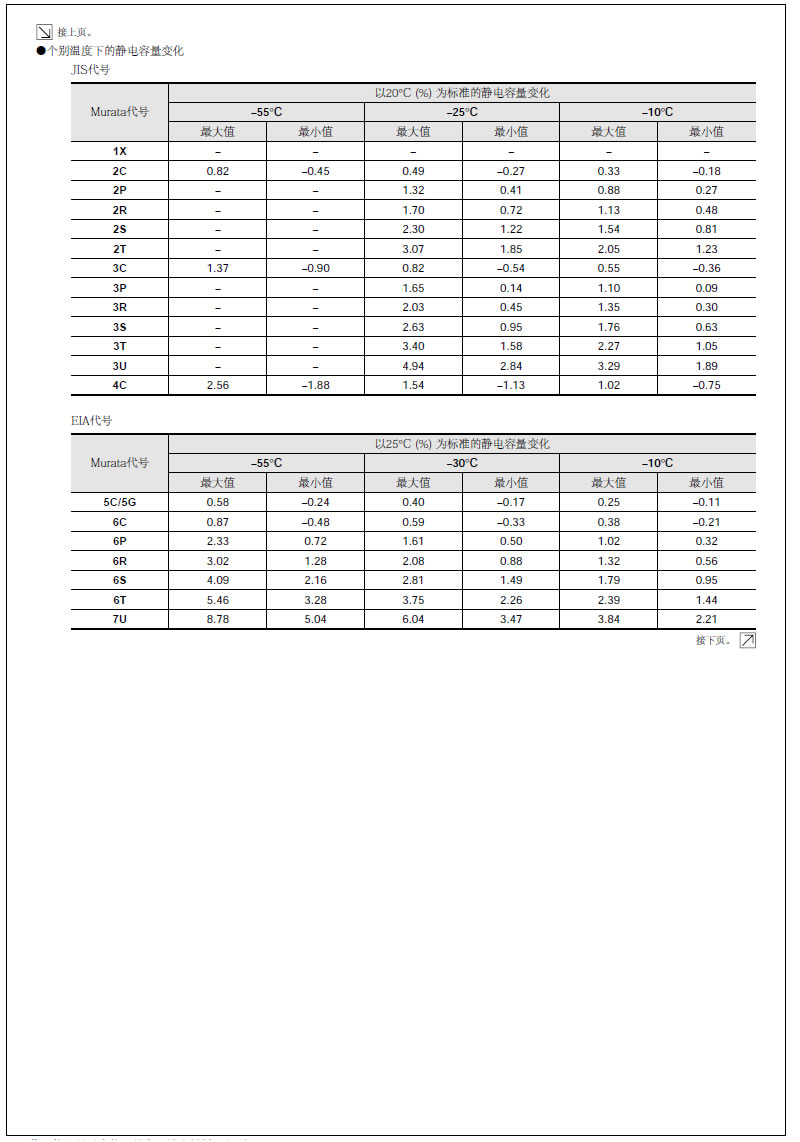 接上页。
●个别温度下的静电容量变化
JIS代号
Murata代号 以20°C (%) 为标准的静电容量变化
–55°C –25°C –10°C
最大值 最小值 最大值 最小值 最大值 最小值
1X – – – – – –
2C 0.82 –0.45 0.49 –0.27 0.33 –0.18
2P – – 1.32 0.41 0.88 0.27
2R – – 1.70 0.72 1.13 0.48
2S – – 2.30 1.22 1.54 0.81
2T – – 3.07 1.85 2.05 1.23
3C 1.37 –0.90 0.82 –0.54 0.55 –0.36
3P – – 1.65 0.14 1.10 0.09
3R – – 2.03 0.45 1.35 0.30
3S – – 2.63 0.95 1.76 0.63
3T – – 3.40 1.58 2.27 1.05
3U – – 4.94 2.84 3.29 1.89
4C 2.56 –1.88 1.54 –1.13 1.02 –0.75
EIA代号
Murata代号 以25°C (%) 为标准的静电容量变化
–55°C –30°C –10°C
最大值 最小值 最大值 最小值 最大值 最小值
5C/5G 0.58 –0.24 0.40 –0.17 0.25 –0.11
6C 0.87 –0.48 0.59 –0.33 0.38 –0.21
6P 2.33 0.72 1.61 0.50 1.02 0.32
6R 3.02 1.28 2.08 0.88 1.32 0.56
6S 4.09 2.16 2.81 1.49 1.79 0.95
6T 5.46 3.28 3.75 2.26 2.39 1.44
7U 8.78 5.04 6.04 3.47 3.84 2.21
接下页。